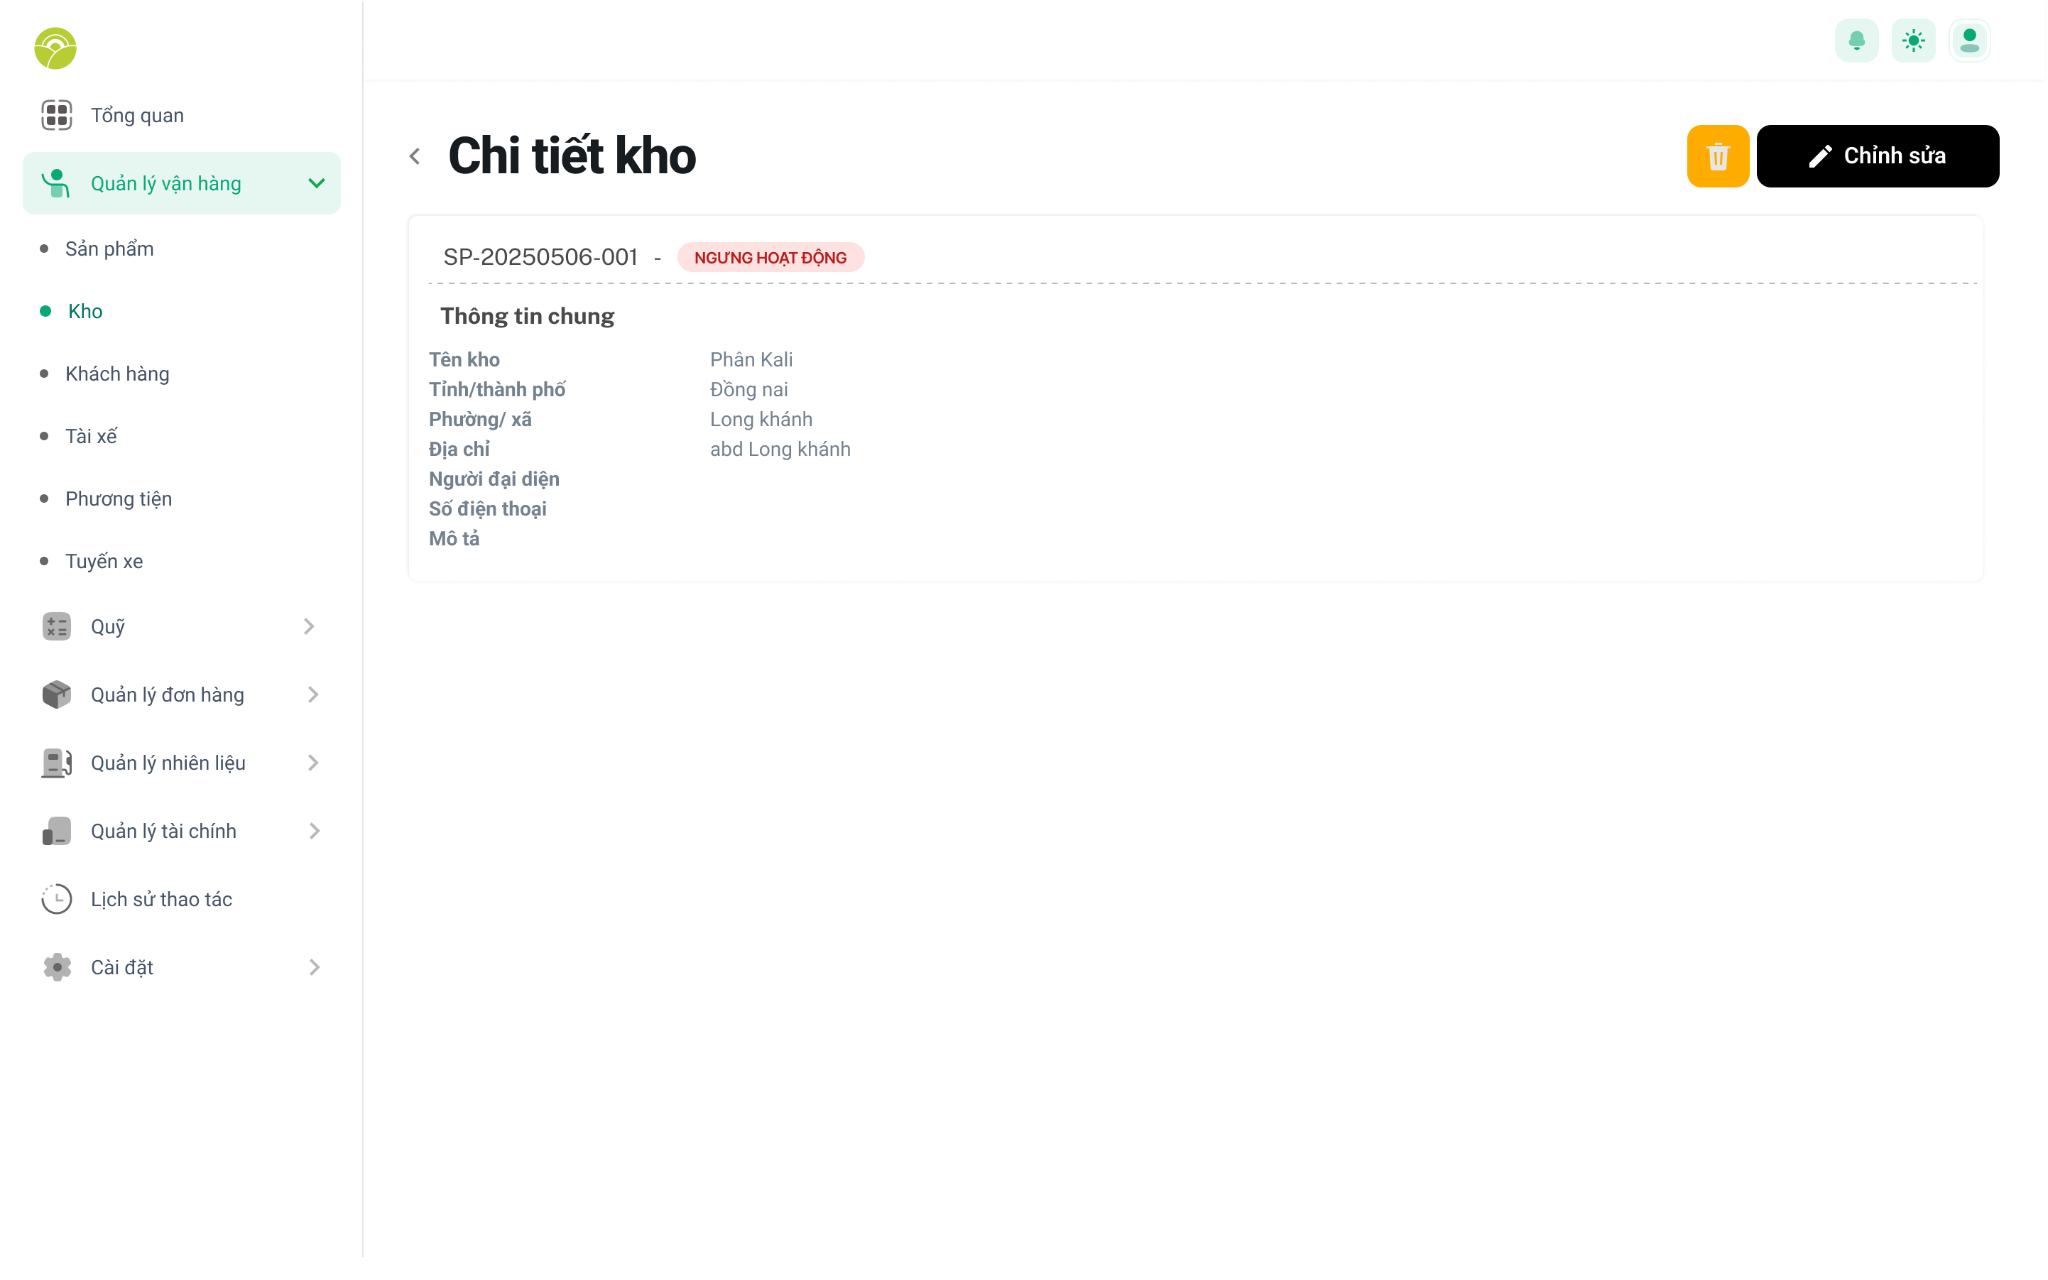 Tổng quan
Quản lý vận hàng
Sản phẩm
Kho
Khách hàng
Tài xế
Phương tiện
Tuyến xe
Quỹ
Quản lý đơn hàng
Quản lý nhiên liệu
Quản lý tài chính
Lịch sử thao tác
Cài đặt
Chi tiết kho
Chỉnh sửa
SP-20250506-001 - NGƯNG HOẠT ĐỘNG
Thông tin chung
Tên kho Phân Kali
Tỉnh/thành phố Đồng nai
Phường/ xã Long khánh
Địa chỉ abd Long khánh
Người đại diện
Số điện thoại
Mô tả